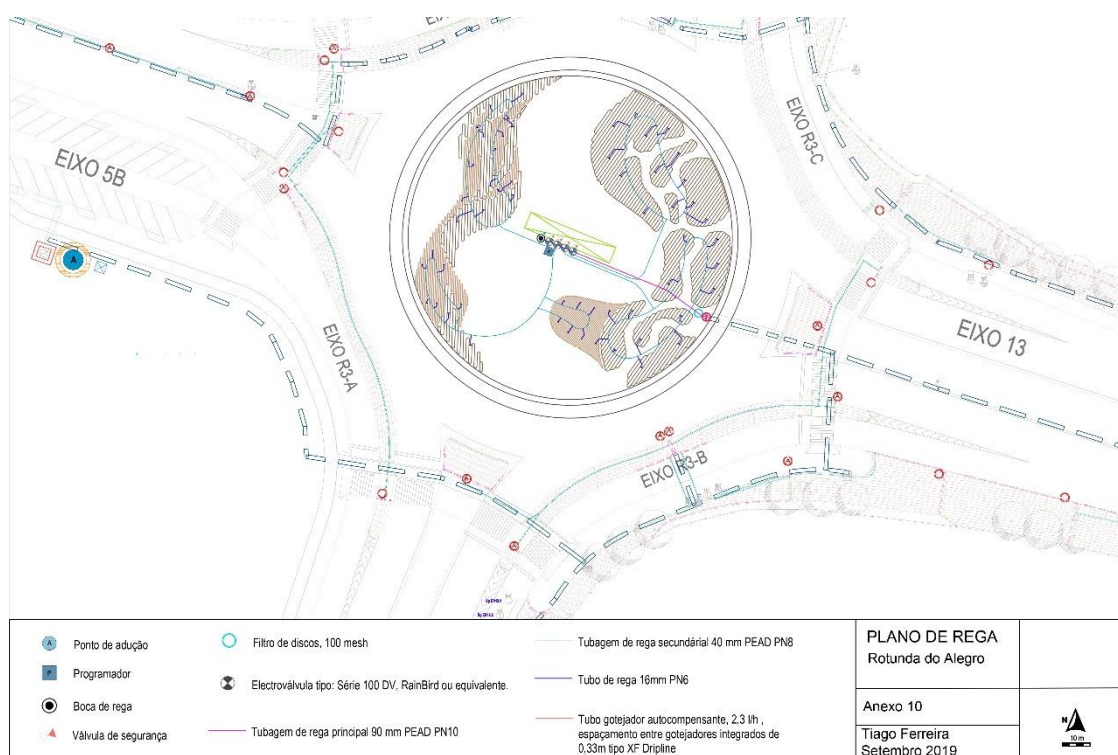 EIXO 5B
EIXO R3-C
A
EIXO R3-A
EIXO 13
EIXO R3-B
A
Ponto de adução
P
Programador
Boca de rega
Válvula de segurança
Filtro de discos, 100 mesh
Electroválvula tipo: Série 100 DV, RainBird ou equivalente.
Tubagem de rega principal 90 mm PEAD PN10
Tubagem de rega secundárial 40 mm PEAD PN8
Tubo de rega 16mm PN6
Tubo gotejador autocompensante, 2,3 l/h ,
espaçamento entre gotejadores integrados de
0,33m tipo XF Dripline
PLANO DE REGA
Rotunda do Alegro
Anexo 10
Tiago Ferreira
Setembro 2019
N
10 m